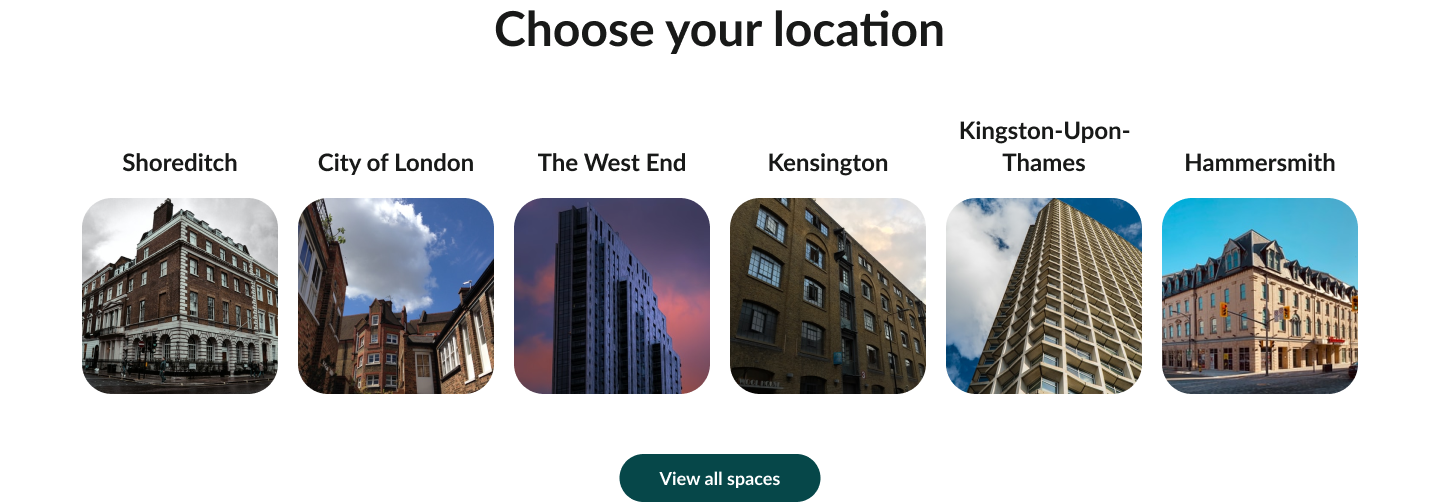 Choose your location
Shoreditch
City of London
The West End
Kensington
Kingston-Upon-
Thames
Hammersmith
View all spaces